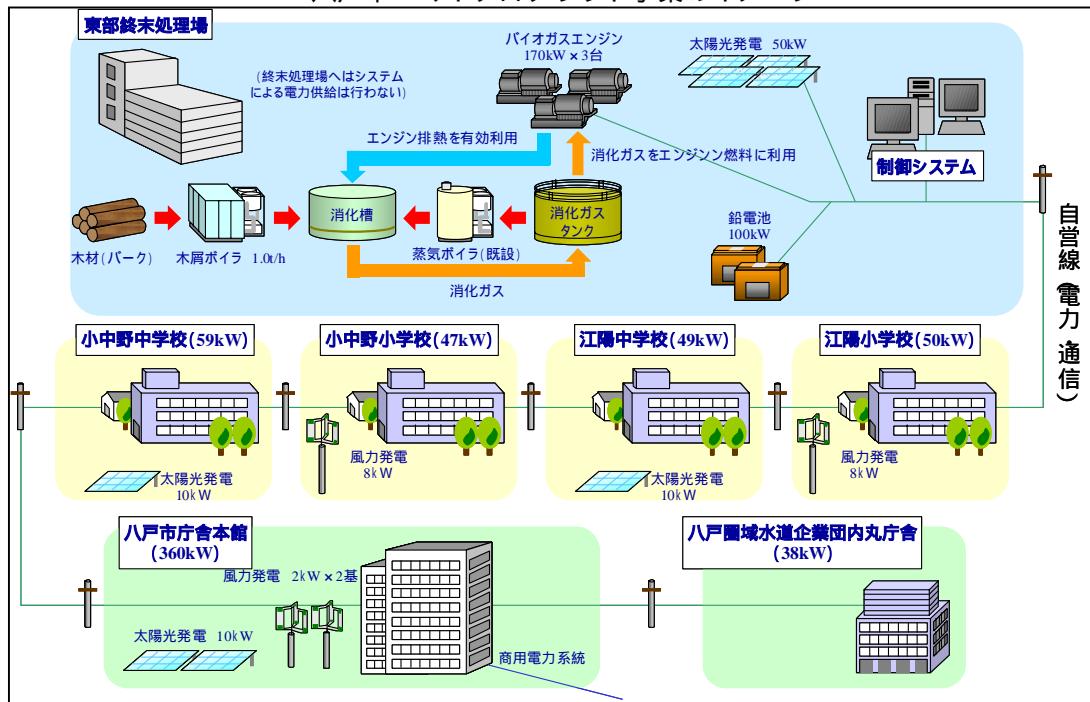 東部終末処理場
(終末処理場へはシステム
による電力供給は行わない)
バイオガスエンジン
170kW×3台
太陽光発電 50kW
エンジン排熱を有効利用
消化ガスをエンジンン燃料に利用
制御システム
消化槽
消化ガス
タンク
鉛電池
100kW
木材(バーク)
木屑ボイラ 1.0t/h
蒸気ボイラ(既設)
消化ガス
自営線(電力・通信)
小中野中学校(59kW)
小中野小学校(47kW)
江陽中学校(49kW)
江陽小学校(50kW)
太陽光発電
10kW
風力発電
8kW
太陽光発電
10kW
風力発電
8kW
八戸市庁舎本館
(360kW)
八戸圏域水道企業団内丸庁舎
(38kW)
風力発電 2kW×2基
太陽光発電 10kW
商用電力系統